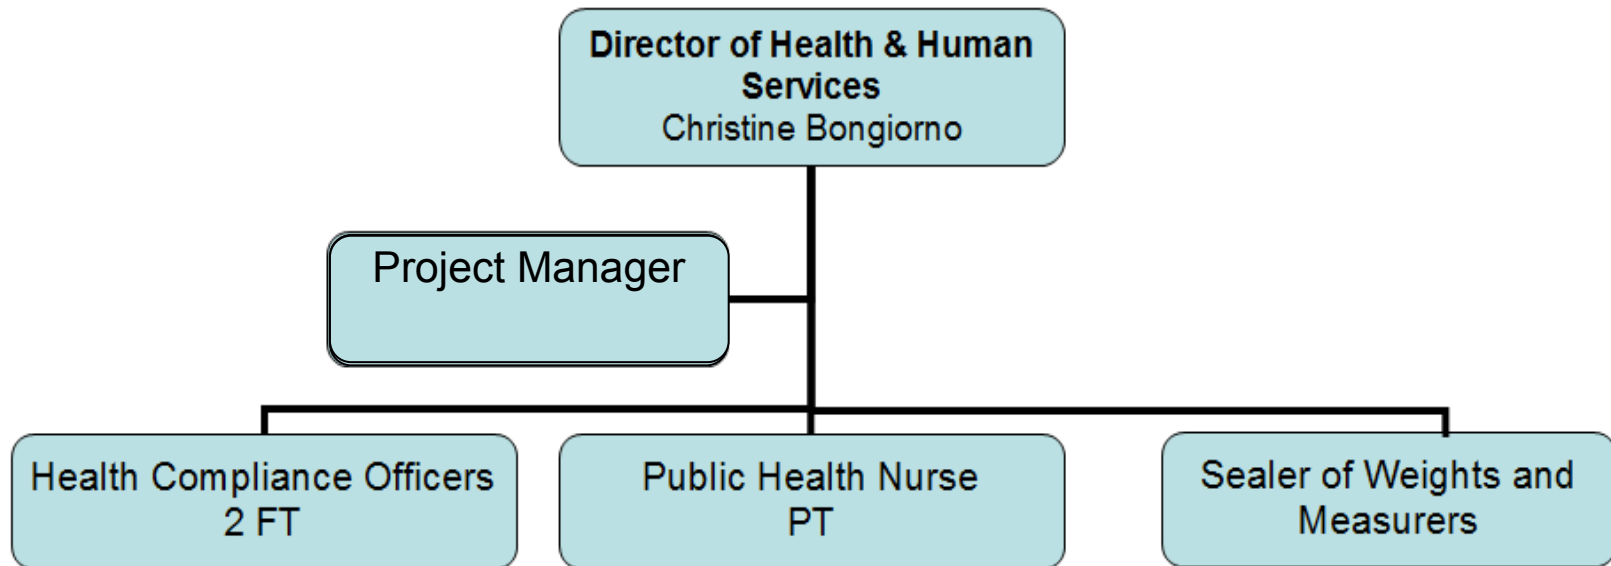 Director of Health & Human
Services
Christine Bongiorno
Project Manager
Health Compliance Officers
2 FT
Public Health Nurse
PT
Sealer of Weights and
Measurers